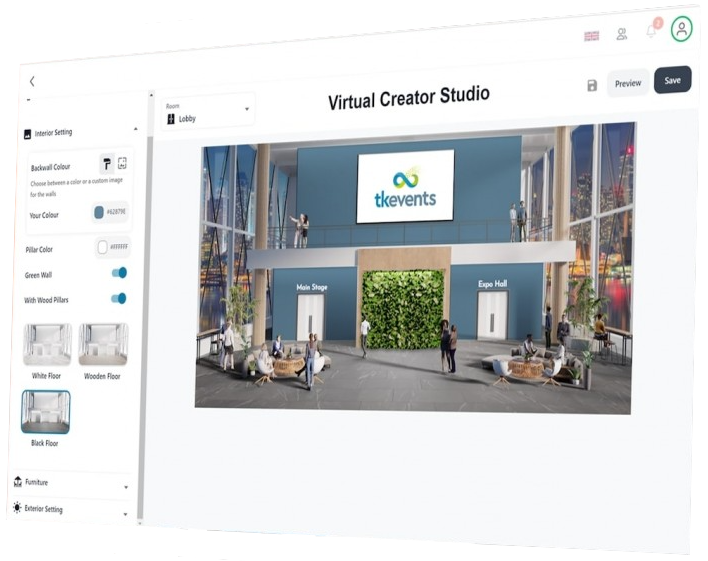 2
Room
Lobby
Virtual Creator Studio
Preview
Save
Interior Setting
Backwall Colour
Choose between a color or a custom image
for the walls
Your Colour
#62879E
Pillar Color
#FFFFFF
Green Wall
With Wood Pillars
White Floor
Wooden Floor
Black Floor
Furniture
Exterior Setting
tkevents
Main Stage
Expo Hall